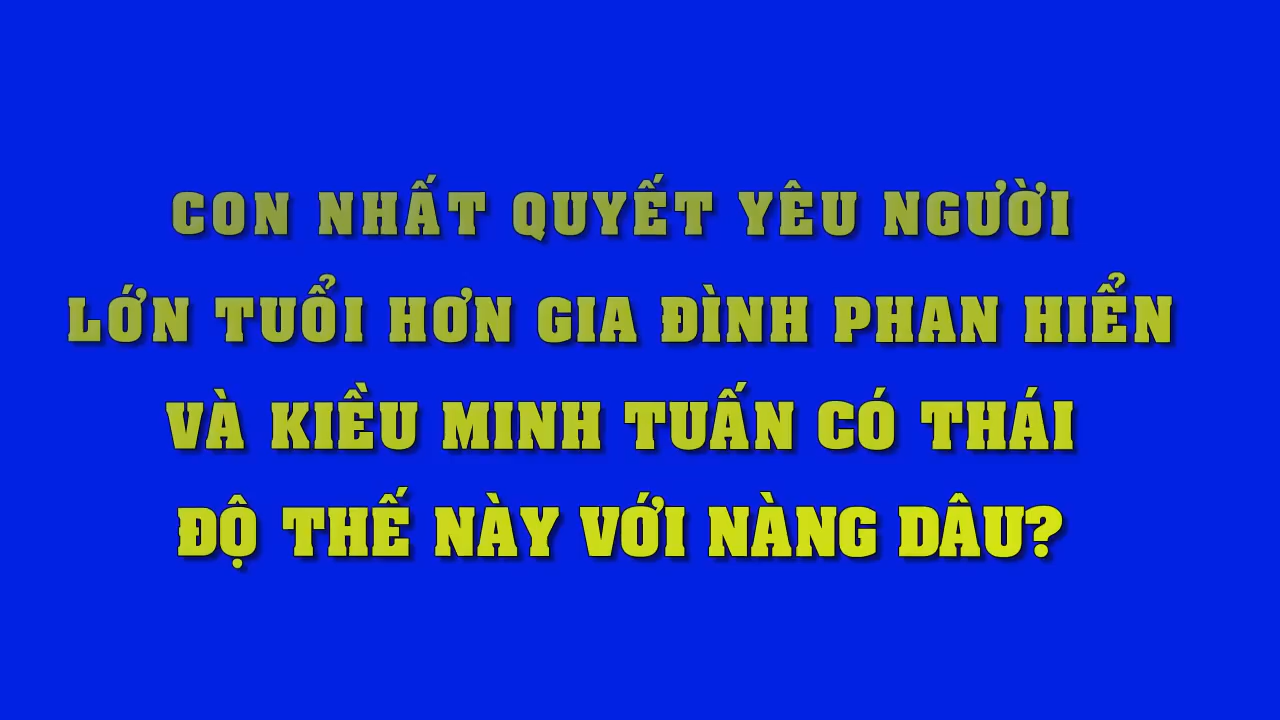 CON NHẤT QUYẾT YÊU NGƯỜI
LỚN TUỔI HƠN GIA ĐÌNH PHAN HIỂN
VÀ KIỀU MINH TUẤN CÓ THÁI
ĐỘ THẾ NÀY VỚI NÀNG DÂU?